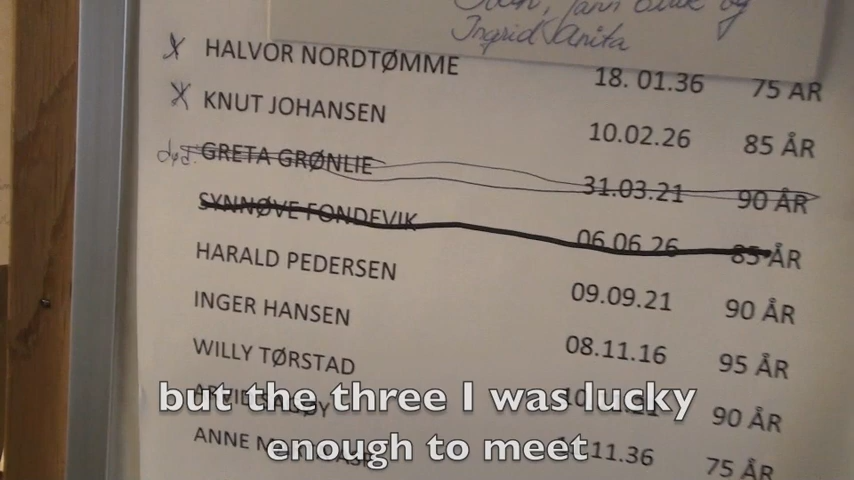 Ingrid Anita
X HALVOR NORDTØMME 18. 01.36 75 ÅR
X KNUT JOHANSEN 10.02.26 85 ÅR
død. GRETA GRØNLIE 31.03.21 90 ÅR
SYNNØVE FONDEVIK 06.06.26 85 ÅR
HARALD PEDERSEN 09.09.21 90 ÅR
INGER HANSEN 08.11.16 95 ÅR
WILLY TØRSTAD 90 ÅR
ANNE 11.36 75 ÅR
but the three I was lucky
enough to meet